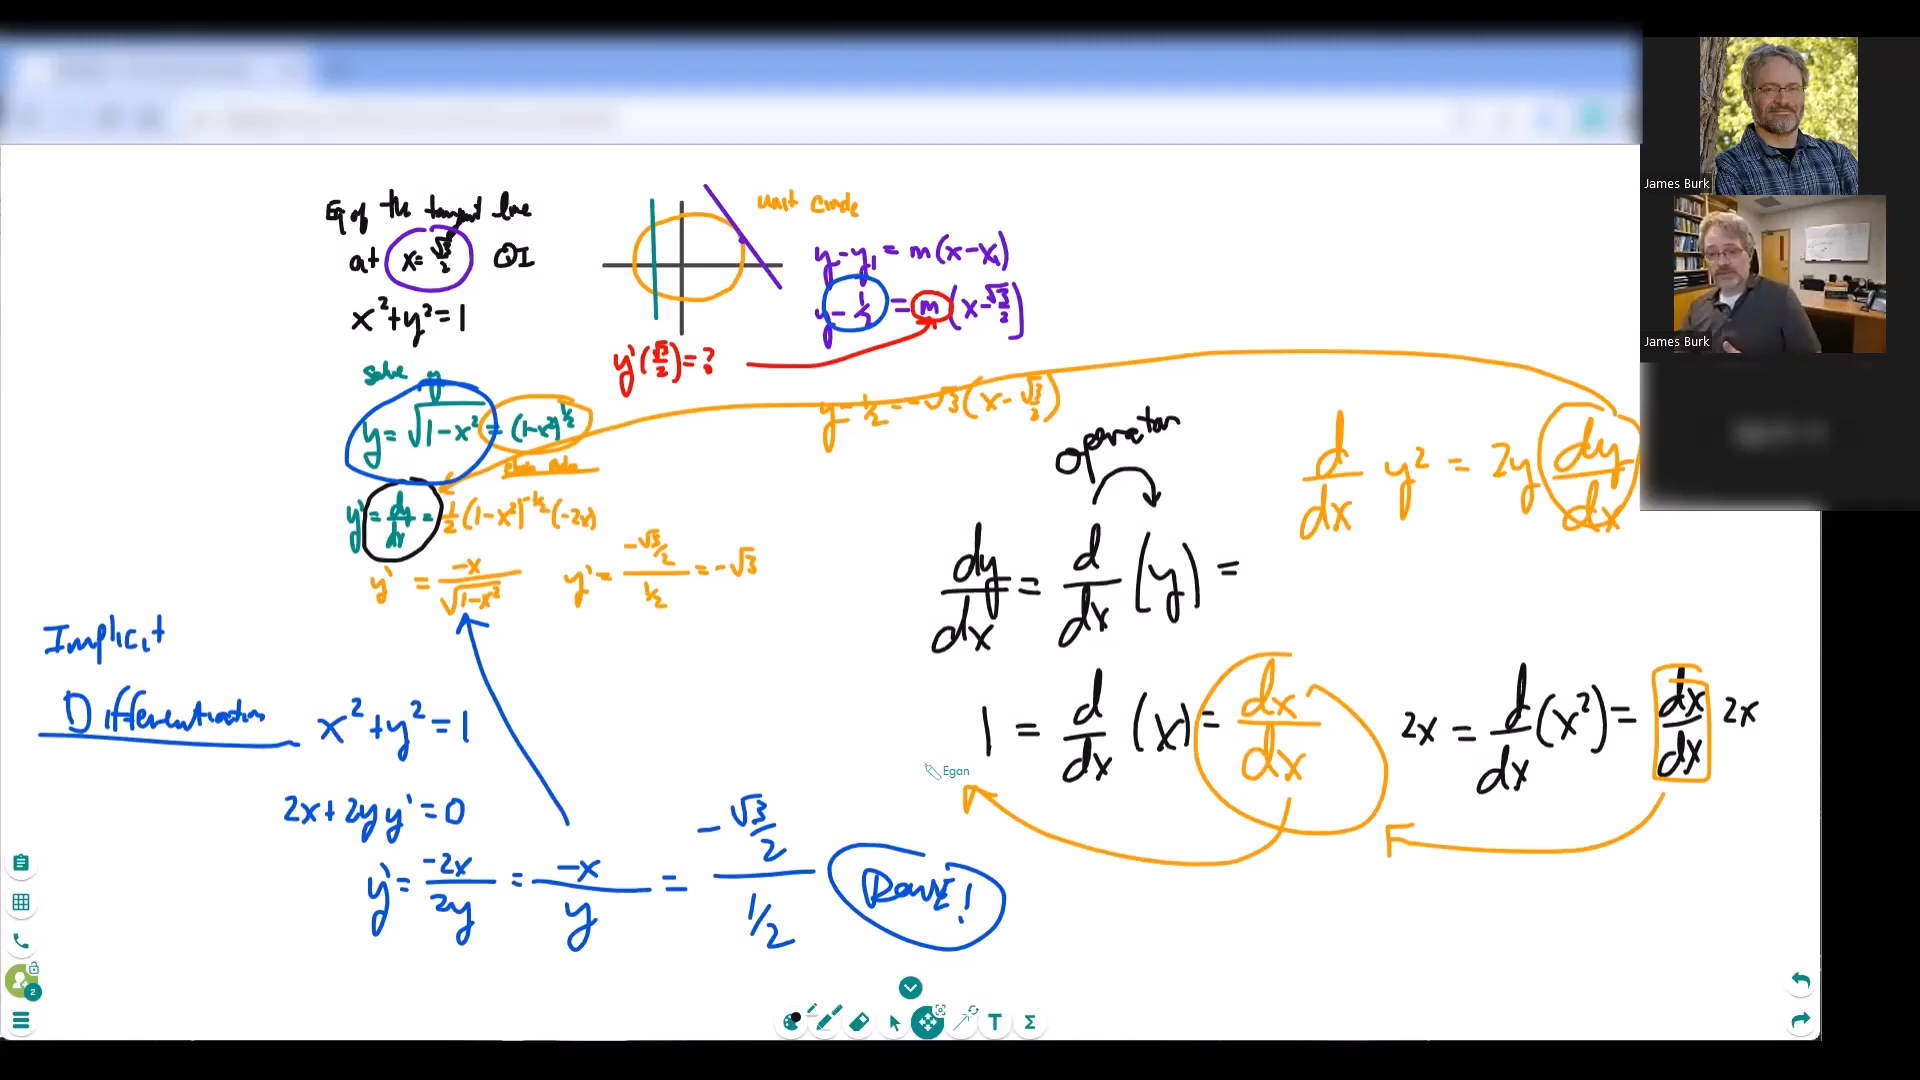 Eq of the tangent line
at x = √3/2 QI
x² + y² = 1
unit circle
y - y₁ = m(x - x₁)
y - 1/2 = m(x - √3/2)
y'(√3/2) = ?
solve y
y = √(1-x²) = (1-x²)^1/2
y - 1/2 = -√3(x - √3/2)
y' = dy/dx = 1/2(1-x²)^-1/2(-2x)
y' = -x/√(1-x²) y' = (-√3/2)/(1/2) = -√3
operator
d/dx y² = 2y dy/dx
dy/dx = d/dx (y) =
1 = d/dx (x) = dx/dx
2x = d/dx (x²) = dx/dx 2x
Egan
Implicit
Differentiation
x² + y² = 1
2x + 2y y' = 0
y' = -2x/2y = -x/y = (-√3/2)/(1/2) DONE!
James Burk
James Burk
2
T
Σ